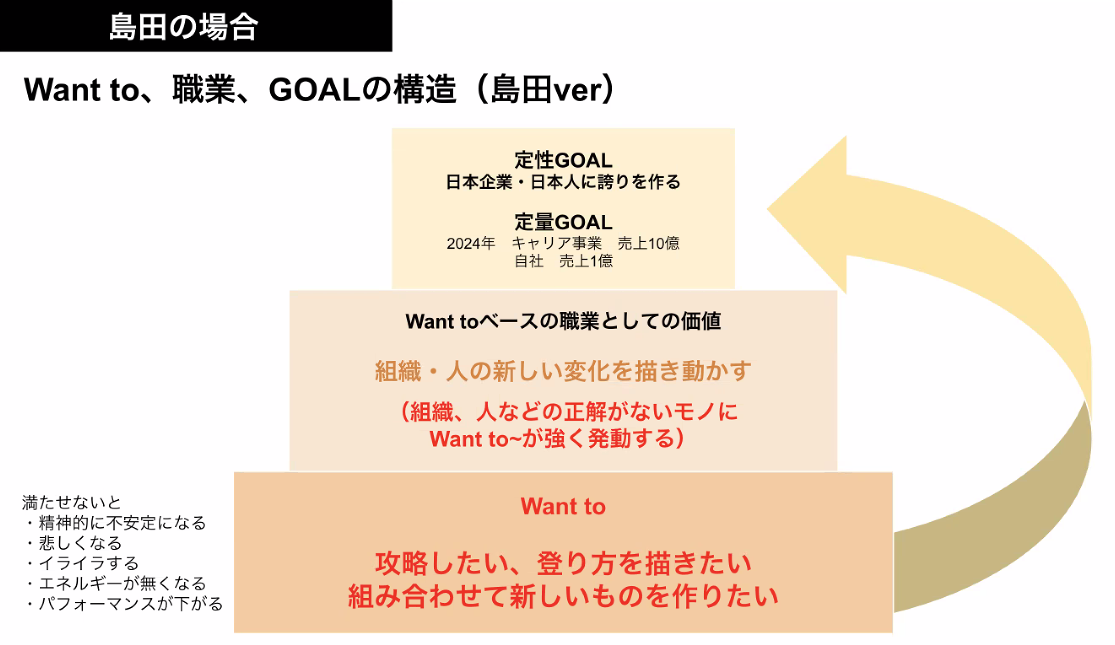 島田の場合
Want to、職業、GOALの構造（島田ver）
定性GOAL
日本企業・日本人に誇りを作る
定量GOAL
2024年　キャリア事業　売上10億
自社　売上1億
Want toベースの職業としての価値
組織・人の新しい変化を描き動かす
（組織、人などの正解がないモノに
Want to~が強く発動する）
満たせないと
・精神的に不安定になる
・悲しくなる
・イライラする
・エネルギーが無くなる
・パフォーマンスが下がる
Want to
攻略したい、登り方を描きたい
組み合わせて新しいものを作りたい